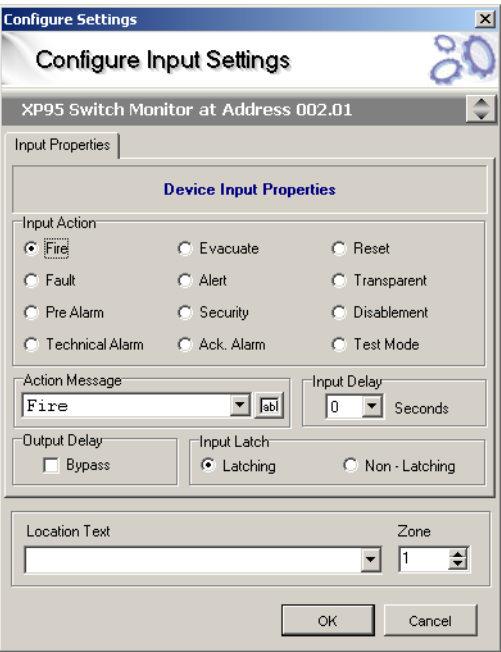 Configure Settings
Configure Input Settings
XP95 Switch Monitor at Address 002.01
Input Properties
Device Input Properties
Input Action
Fire Evacuate Reset
Fault Alert Transparent
Pre Alarm Security Disablement
Technical Alarm Ack. Alarm Test Mode
Action Message Input Delay
Fire abl 0 Seconds
Output Delay Input Latch
Bypass Latching Non - Latching
Location Text Zone
1
OK Cancel